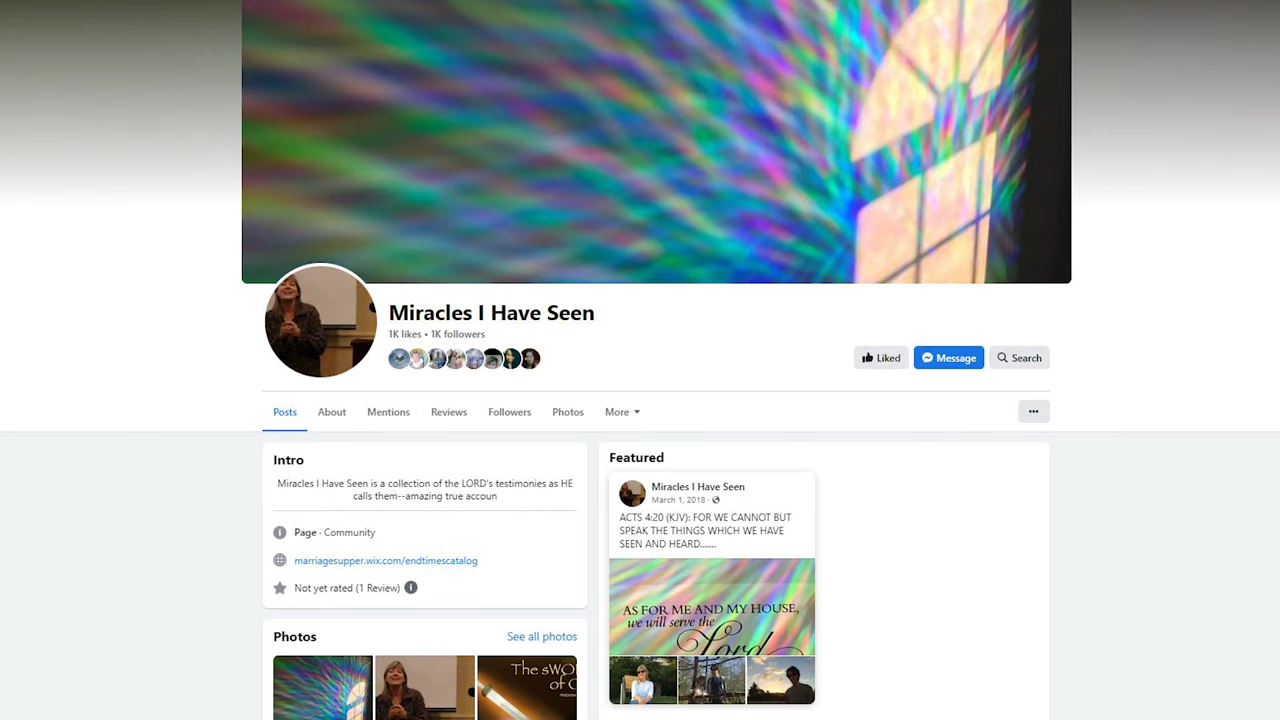 Miracles I Have Seen
1K likes • 1K followers
Liked
Message
Search
Posts
About
Mentions
Reviews
Followers
Photos
More
Intro
Miracles I Have Seen is a collection of the LORD's testimonies as HE
calls them--amazing true accoun
Page · Community
marriagesupper.wix.com/endtimescatalog
Not yet rated (1 Review)
Photos
See all photos
The sWO
of
Featured
Miracles I Have Seen
March 1, 2018 ·
ACTS 4:20 (KJV): FOR WE CANNOT BUT
SPEAK THE THINGS WHICH WE HAVE
SEEN AND HEARD.......
AS FOR ME AND MY HOUSE,
we will serve the
Lord